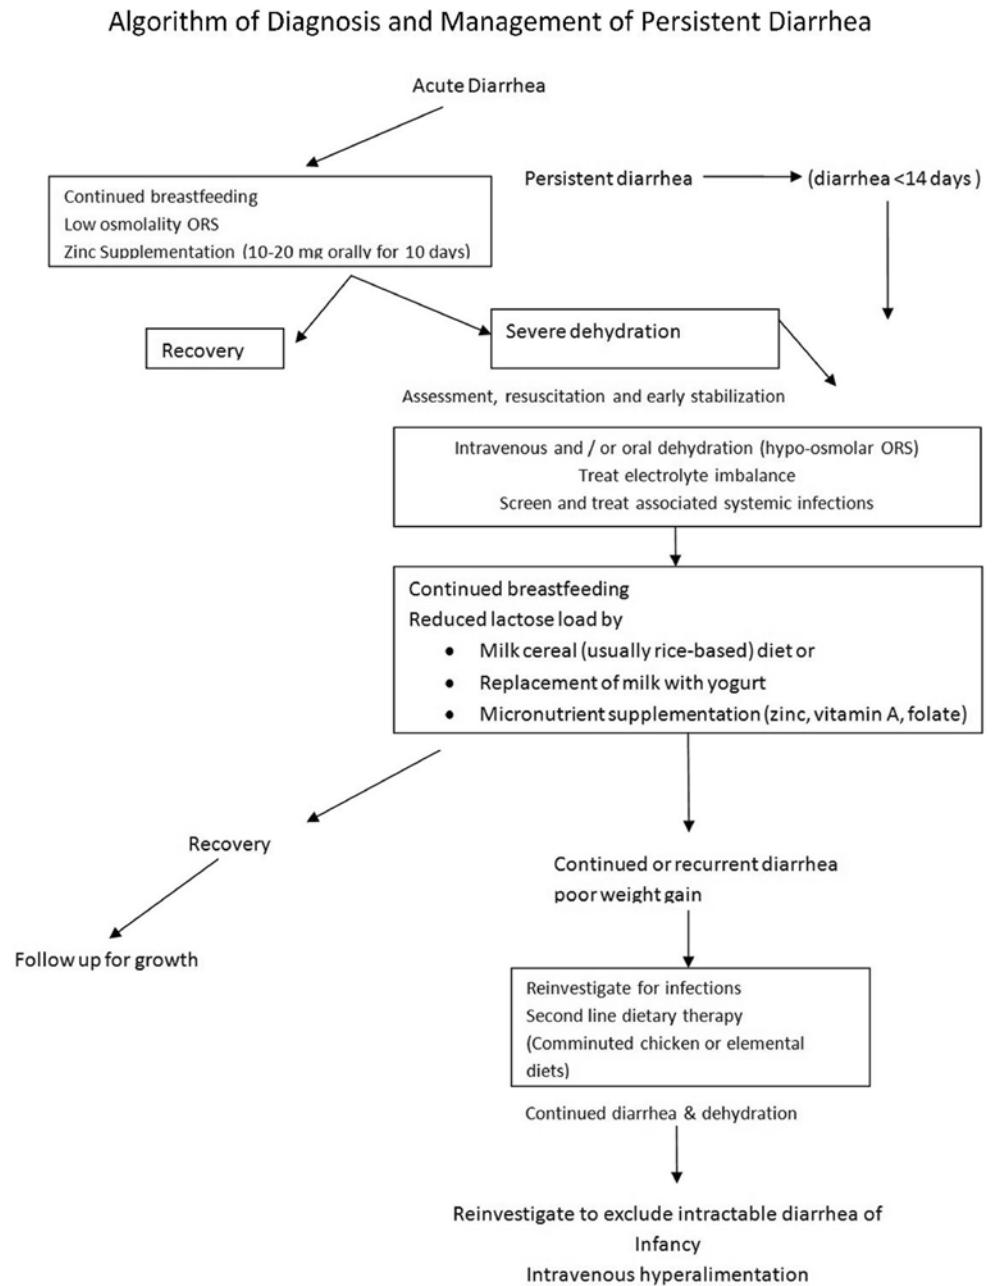 Algorithm of Diagnosis and Management of Persistent Diarrhea
Acute Diarrhea
Continued breastfeeding
Low osmolality ORS
Zinc Supplementation (10-20 mg orally for 10 days)
Persistent diarrhea
(diarrhea <14 days )
Recovery
Severe dehydration
Assessment, resuscitation and early stabilization
Intravenous and / or oral dehydration (hypo-osmolar ORS)
Treat electrolyte imbalance
Screen and treat associated systemic infections
Continued breastfeeding
Reduced lactose load by
• Milk cereal (usually rice-based) diet or
• Replacement of milk with yogurt
• Micronutrient supplementation (zinc, vitamin A, folate)
Recovery
Follow up for growth
Continued or recurrent diarrhea
poor weight gain
Reinvestigate for infections
Second line dietary therapy
(Comminuted chicken or elemental
diets)
Continued diarrhea & dehydration
Reinvestigate to exclude intractable diarrhea of
Infancy
Intravenous hyperalimentation